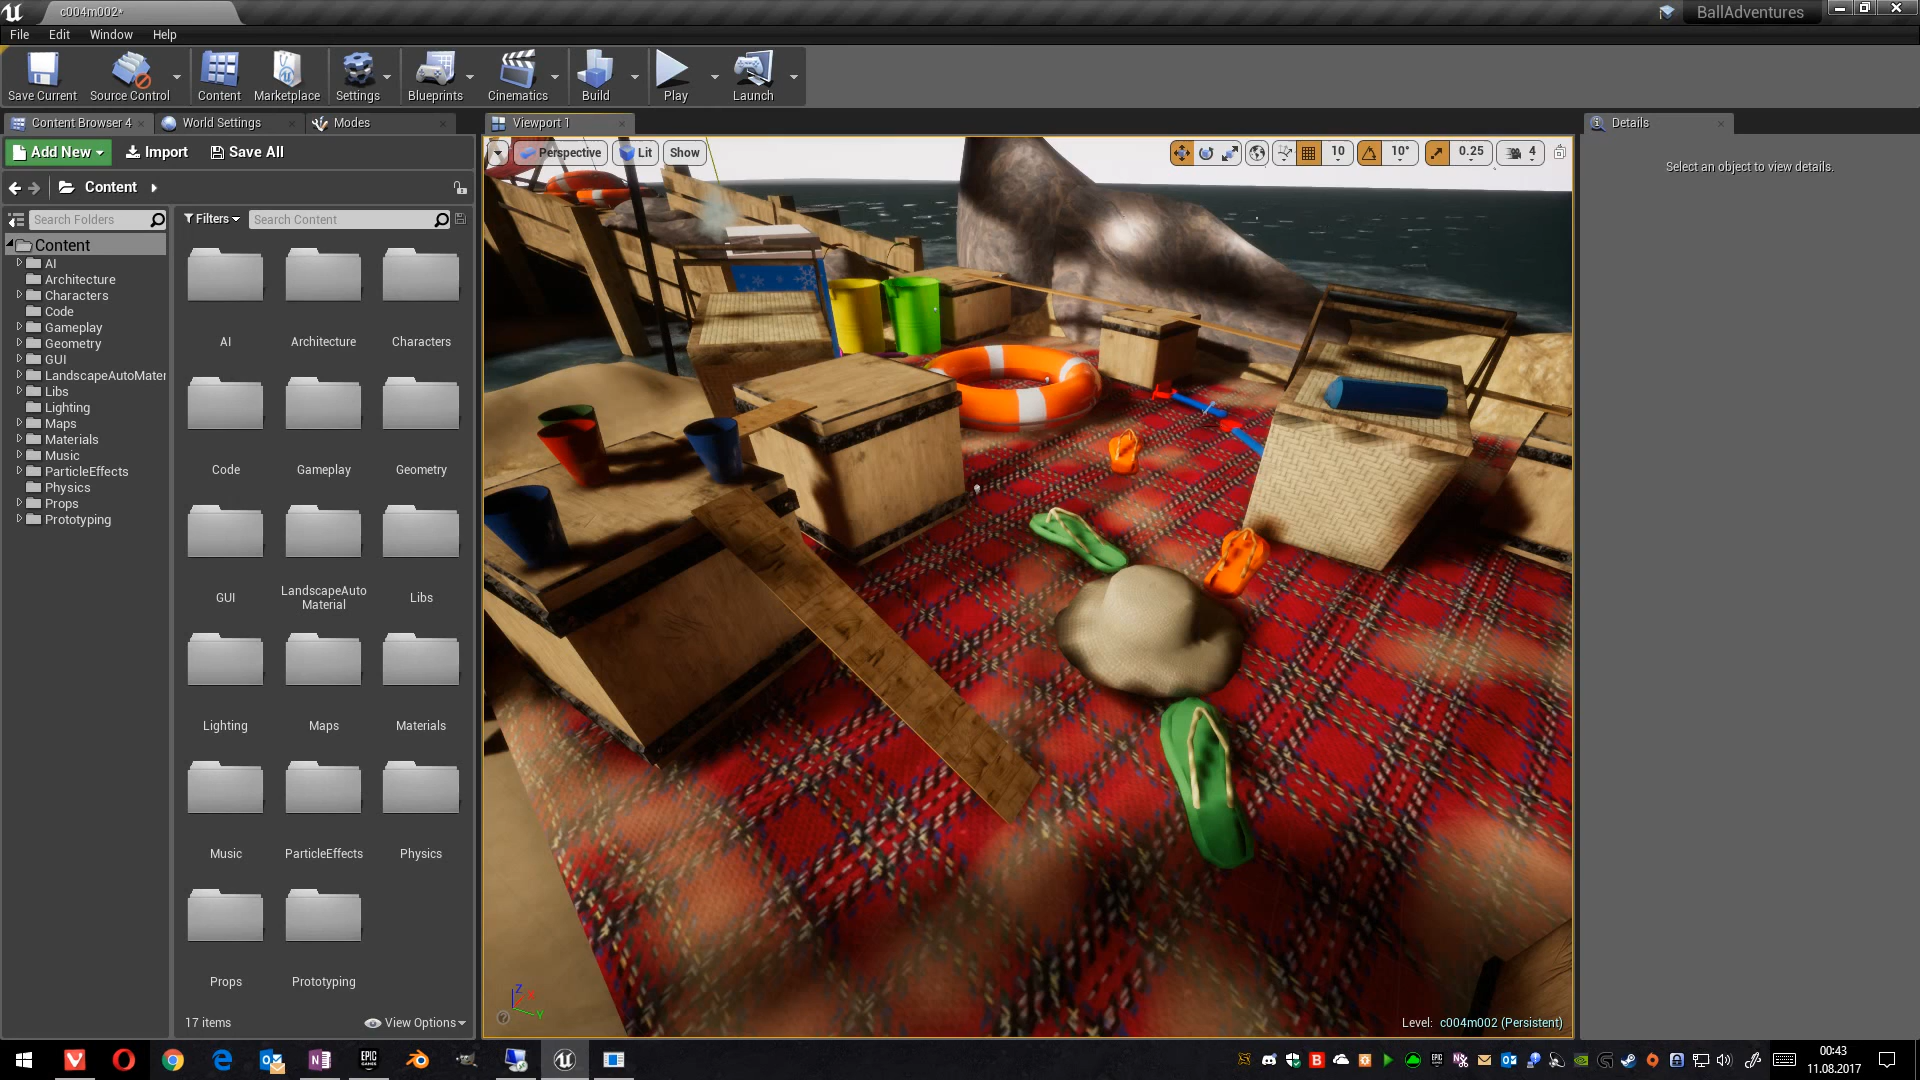 c004m002*
BallAdventures
File Edit Window Help
Save Current Source Control Content Marketplace Settings Blueprints Cinematics Build Play Launch
Content Browser 4 World Settings Modes Viewport 1 Details
Add New Import Save All
Perspective Lit Show 10 10° 0.25 4
Select an object to view details.
Content
Search Folders Filters Search Content
Content
AI
Architecture
Characters
Code
Gameplay
Geometry
GUI
LandscapeAutoMater
Libs
Lighting
Maps
Materials
Music
ParticleEffects
Physics
Props
Prototyping
AI Architecture Characters
Code Gameplay Geometry
GUI LandscapeAuto
Material Libs
Lighting Maps Materials
Music ParticleEffects Physics
Props Prototyping
17 items View Options
Z
Y
Level: c004m002 (Persistent)
EPIC
GAMES
00:43
11.08.2017